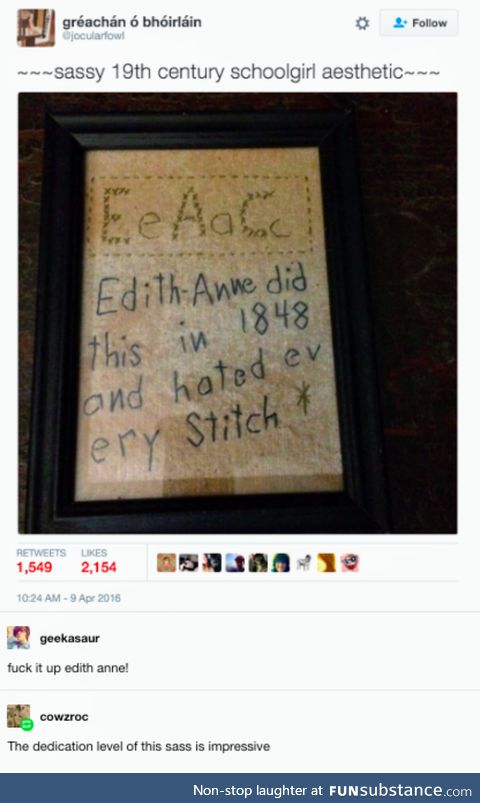 gréachán ó bhóirláin
@jocularfowl
Follow
~~~sassy 19th century schoolgirl aesthetic~~~
EeAaCc
Edith-Anne did
this in 1848
and hated ev
ery Stitch *
RETWEETS LIKES
1,549 2,154
10:24 AM - 9 Apr 2016
geekasaur
fuck it up edith anne!
cowzroc
The dedication level of this sass is impressive
Non-stop laughter at FUNsubstance.com